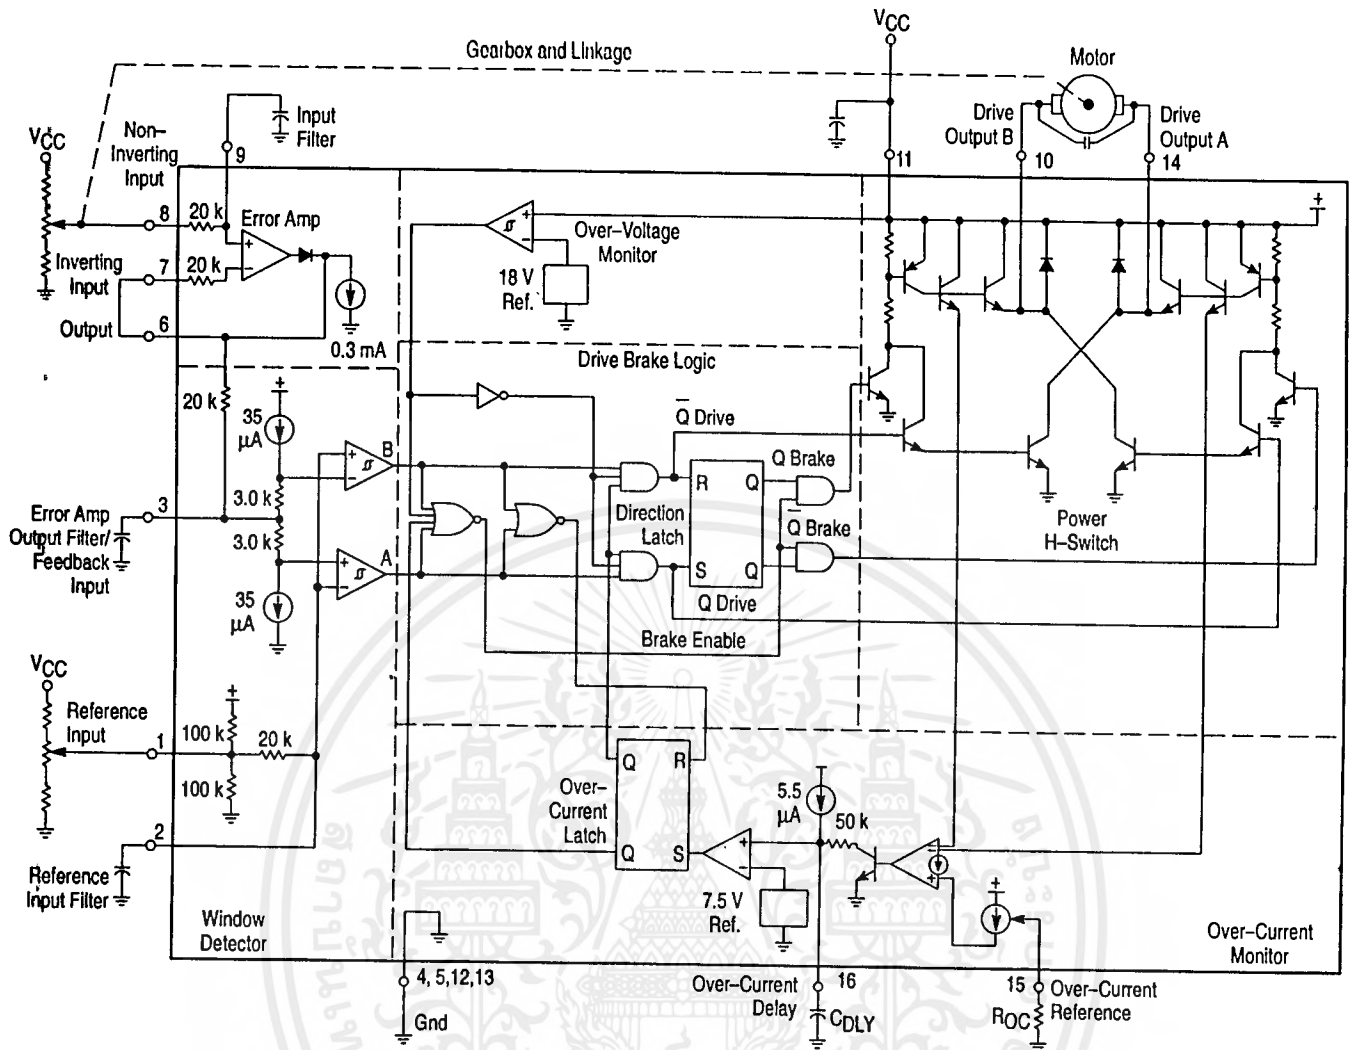 VCC
Gearbox and Linkage
Motor
Input
Filter
Drive
Output B
Drive
Output A
Non-
Inverting
Input
VCC
9
11
10
14
8
20 k
Error Amp
+
-
Inverting
Input
7
20 k
Output
6
0.3 mA
+
-
Over-Voltage
Monitor
18 V
Ref.
+
Drive Brake Logic
20 k
+
35
µA
Q Drive
B
+
-
3.0 k
3
Error Amp
Output Filter/
Feedback
Input
3.0 k
+
-
A
35
µA
R
Q
Q Brake
Direction
Latch
Q Brake
S
Q
Q Drive
Brake Enable
Power
H-Switch
VCC
Reference
Input
1
100 k
+
20 k
100 k
2
Reference
Input Filter
Window
Detector
Q
R
Over-
Current
Latch
Q
S
5.5
µA
50 k
+
-
7.5 V
Ref.
-
+
+
Over-Current
Monitor
4, 5,12,13
Gnd
Over-Current
Delay
16
CDLY
15
Over-Current
Reference
ROC